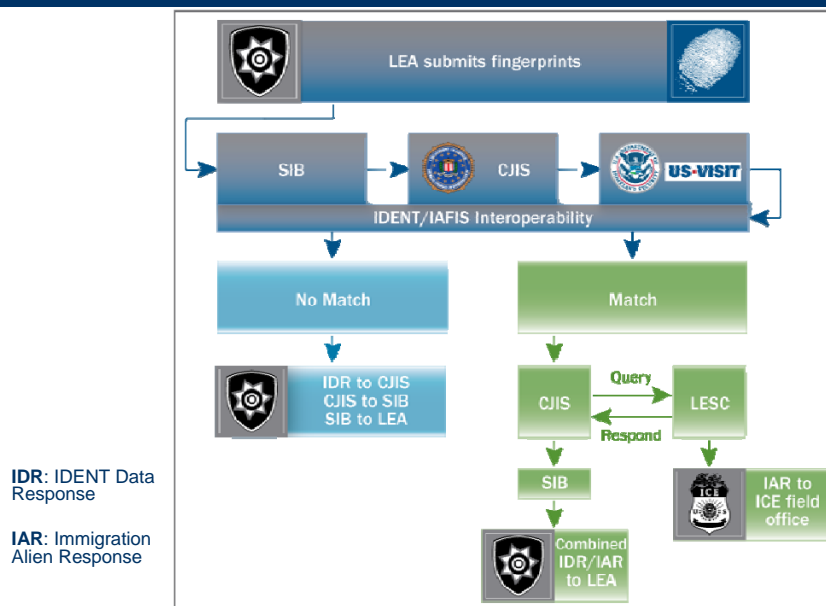 LEA submits fingerprints
SIB
CJIS
US-VISIT
IDENT/IAFIS Interoperability
No Match
Match
IDR to CJIS
CJIS to SIB
SIB to LEA
CJIS
Query
Respond
LESC
SIB
ICE
IAR to
ICE field
office
Combined
IDR/IAR
to LEA
IDR: IDENT Data
Response
IAR: Immigration
Alien Response